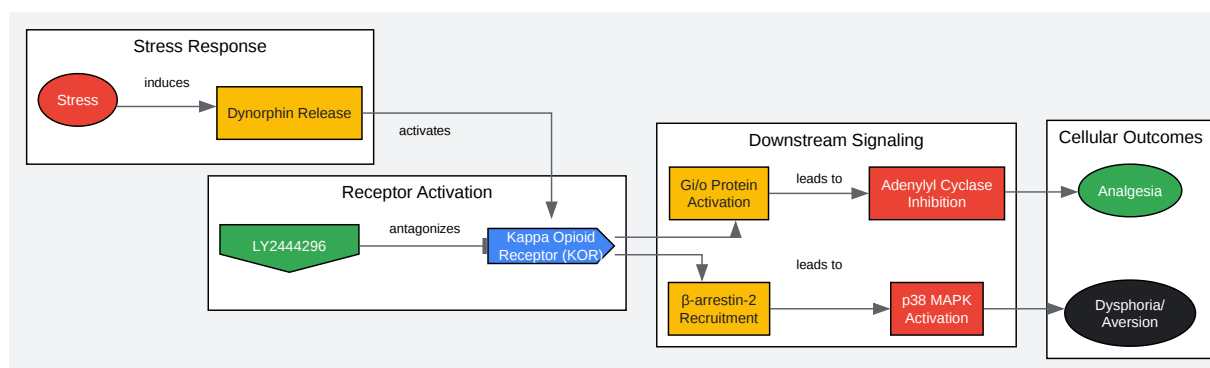 Stress Response
Stress
induces
Dynorphin Release
activates
Receptor Activation
LY2444296
antagonizes
Kappa Opioid
Receptor (KOR)
Downstream Signaling
Gi/o Protein
Activation
leads to
Adenylyl Cyclase
Inhibition
β-arrestin-2
Recruitment
leads to
p38 MAPK
Activation
Cellular Outcomes
Analgesia
Dysphoria/
Aversion